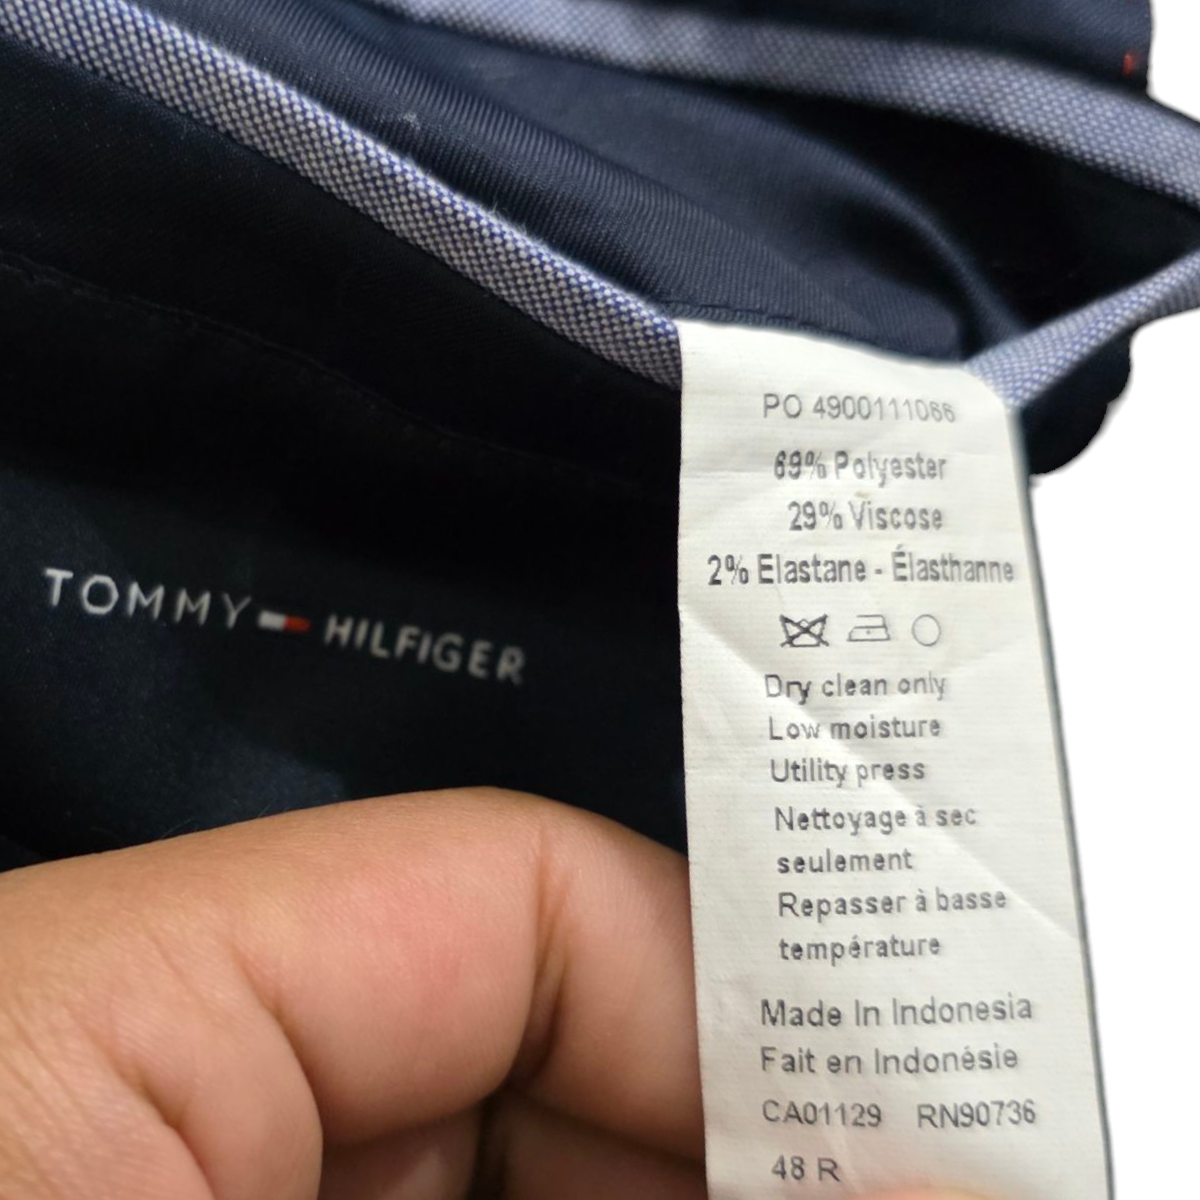 TOMMY HILFIGER
PO 4900111066
69% Polyester
29% Viscose
2% Elastane - Élasthanne
Dry clean only
Low moisture
Utility press
Nettoyage à sec
seulement
Repasser à basse
température
Made In Indonesia
Fait en Indonésie
CA01129 RN90736
48 R